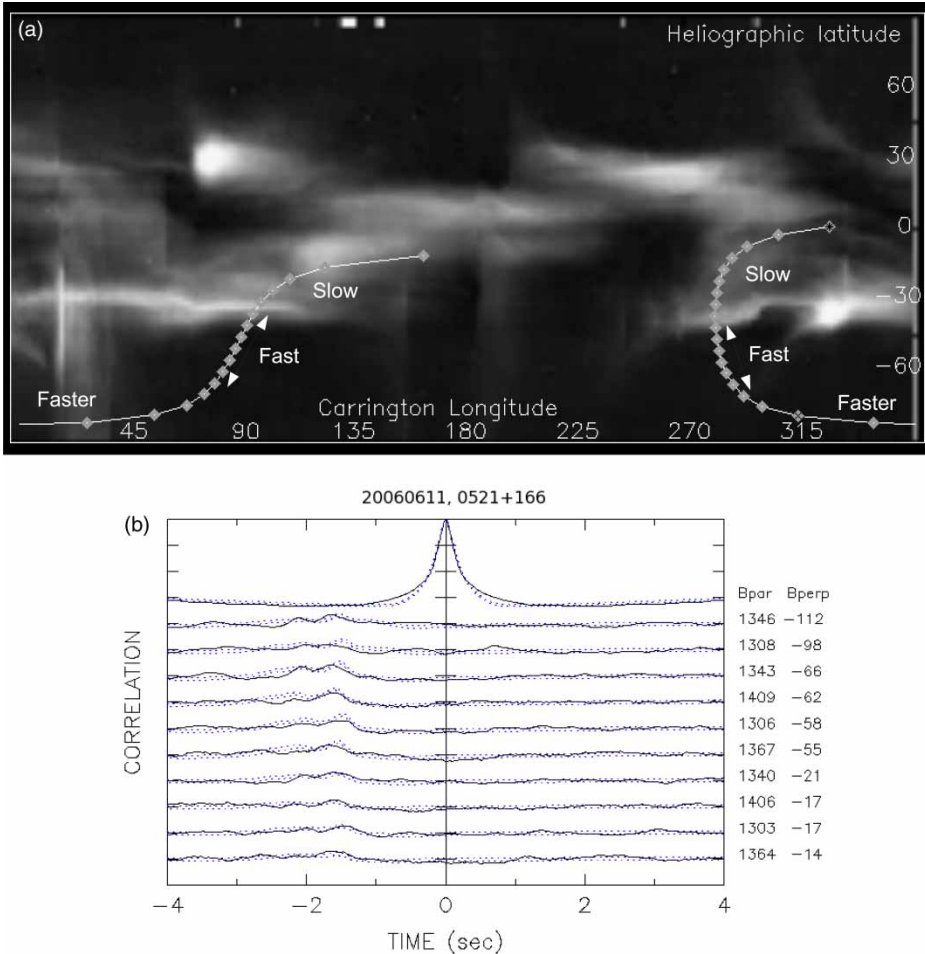 (a)
Heliographic latitude
60
30
0
−30
−60
Slow
Slow
Fast
Fast
Faster
Faster
Carrington Longitude
45 90 135 180 225 270 315
20060611, 0521+166
(b)
Bpar Bperp
1346 −112
1308 −98
1343 −66
1409 −62
1306 −58
1367 −55
1340 −21
1406 −17
1303 −17
1364 −14
CORRELATION
−4 −2 0 2 4
TIME (sec)